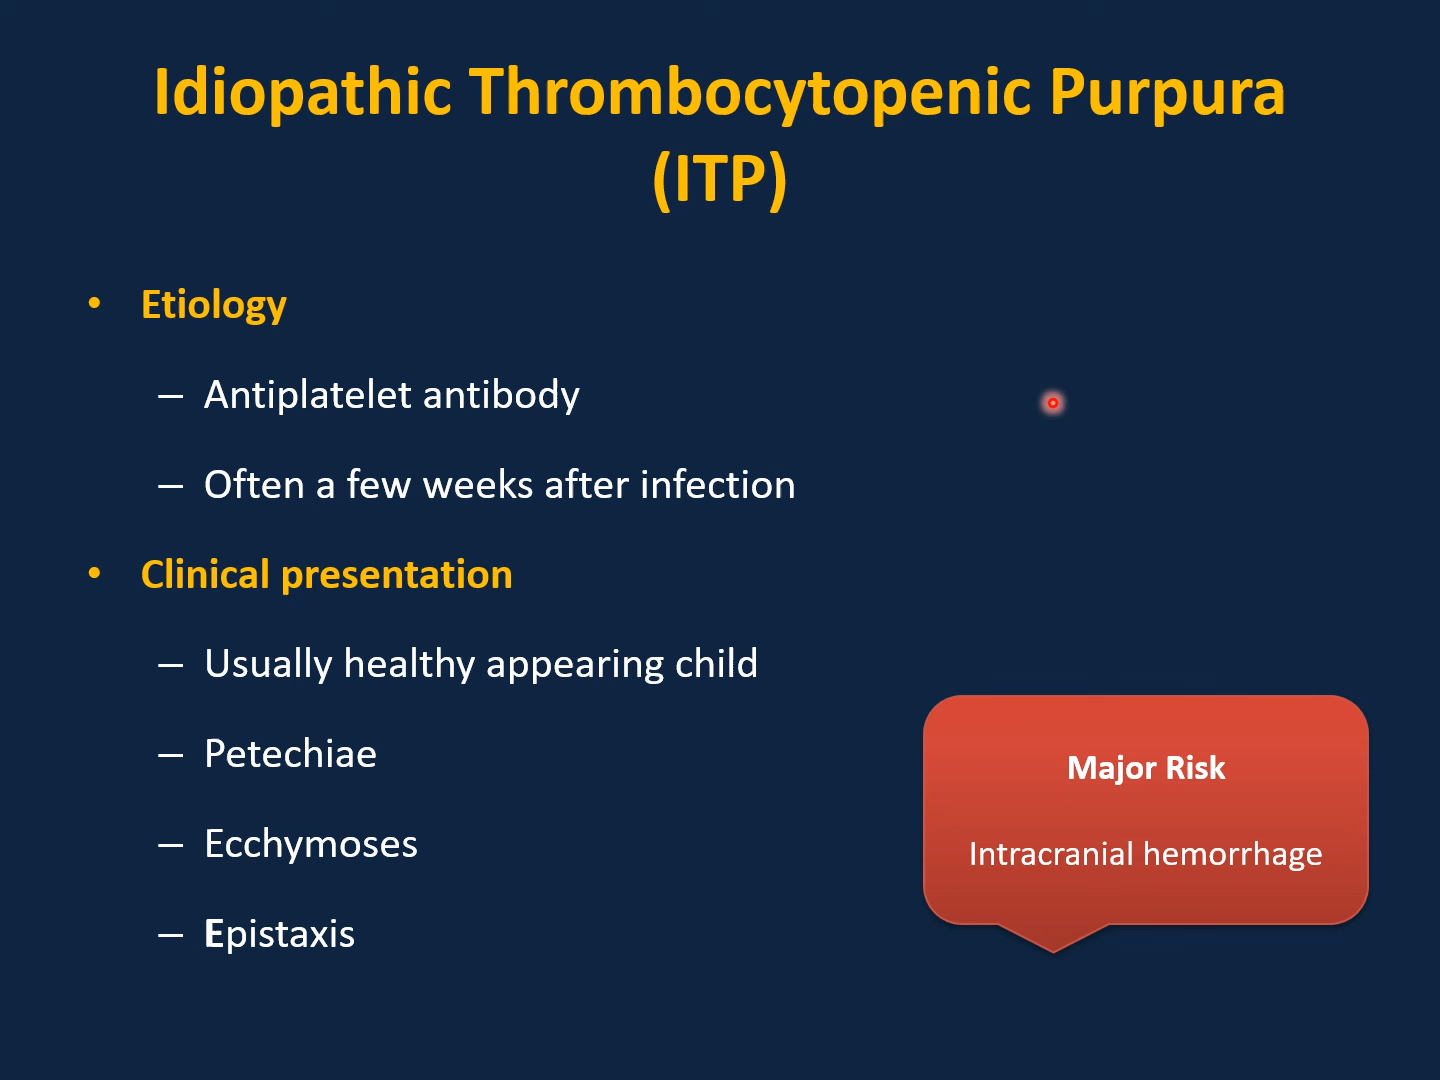 Idiopathic Thrombocytopenic Purpura
(ITP)
• Etiology
– Antiplatelet antibody
– Often a few weeks after infection
• Clinical presentation
– Usually healthy appearing child
– Petechiae
– Ecchymoses
– Epistaxis
Major Risk
Intracranial hemorrhage